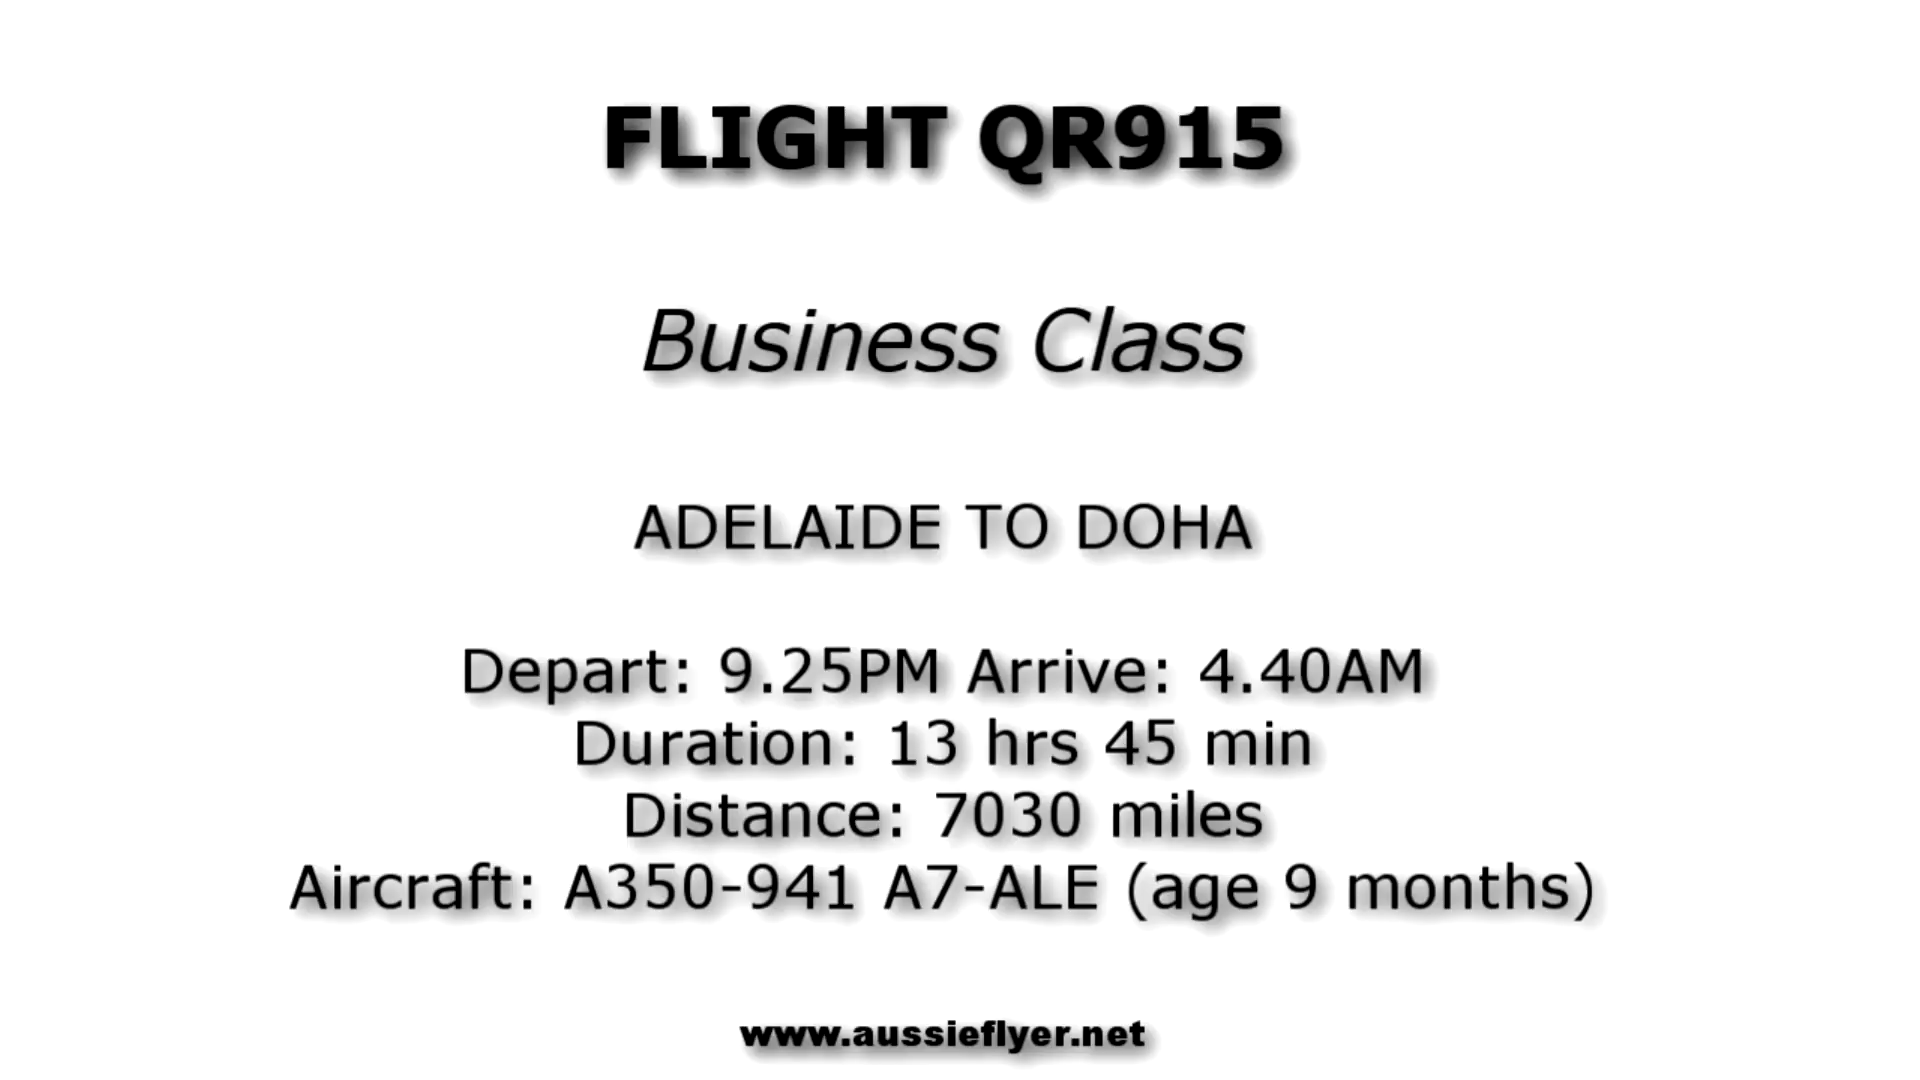 FLIGHT QR915
Business Class
ADELAIDE TO DOHA
Depart: 9.25PM Arrive: 4.40AM
Duration: 13 hrs 45 min
Distance: 7030 miles
Aircraft: A350-941 A7-ALE (age 9 months)
www.aussieflyer.net